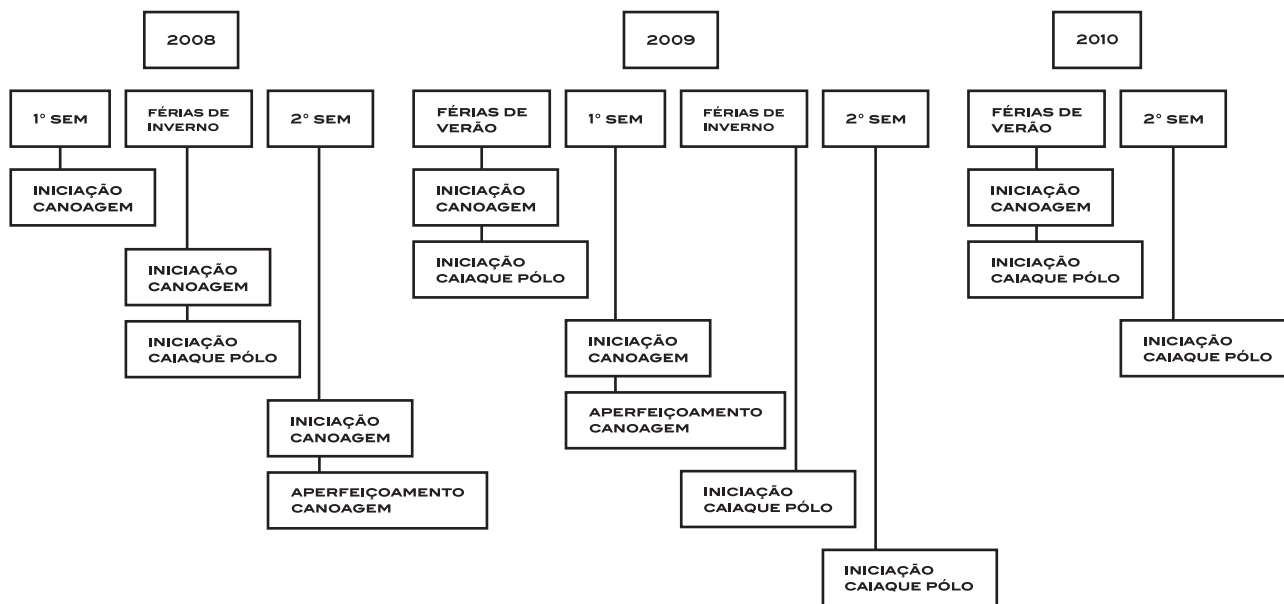 2008
2009
2010
1° SEM
FÉRIAS DE
INVERNO
2° SEM
FÉRIAS DE
VERÃO
1° SEM
FÉRIAS DE
INVERNO
2° SEM
FÉRIAS DE
VERÃO
2° SEM
INICIAÇÃO
CANOAGEM
INICIAÇÃO
CANOAGEM
INICIAÇÃO
CANOAGEM
INICIAÇÃO
CANOAGEM
INICIAÇÃO
CAIAQUE PÓLO
INICIAÇÃO
CAIAQUE PÓLO
INICIAÇÃO
CAIAQUE PÓLO
INICIAÇÃO
CANOAGEM
INICIAÇÃO
CAIAQUE PÓLO
INICIAÇÃO
CANOAGEM
APERFEIÇOAMENTO
CANOAGEM
APERFEIÇOAMENTO
CANOAGEM
INICIAÇÃO
CAIAQUE PÓLO
INICIAÇÃO
CAIAQUE PÓLO